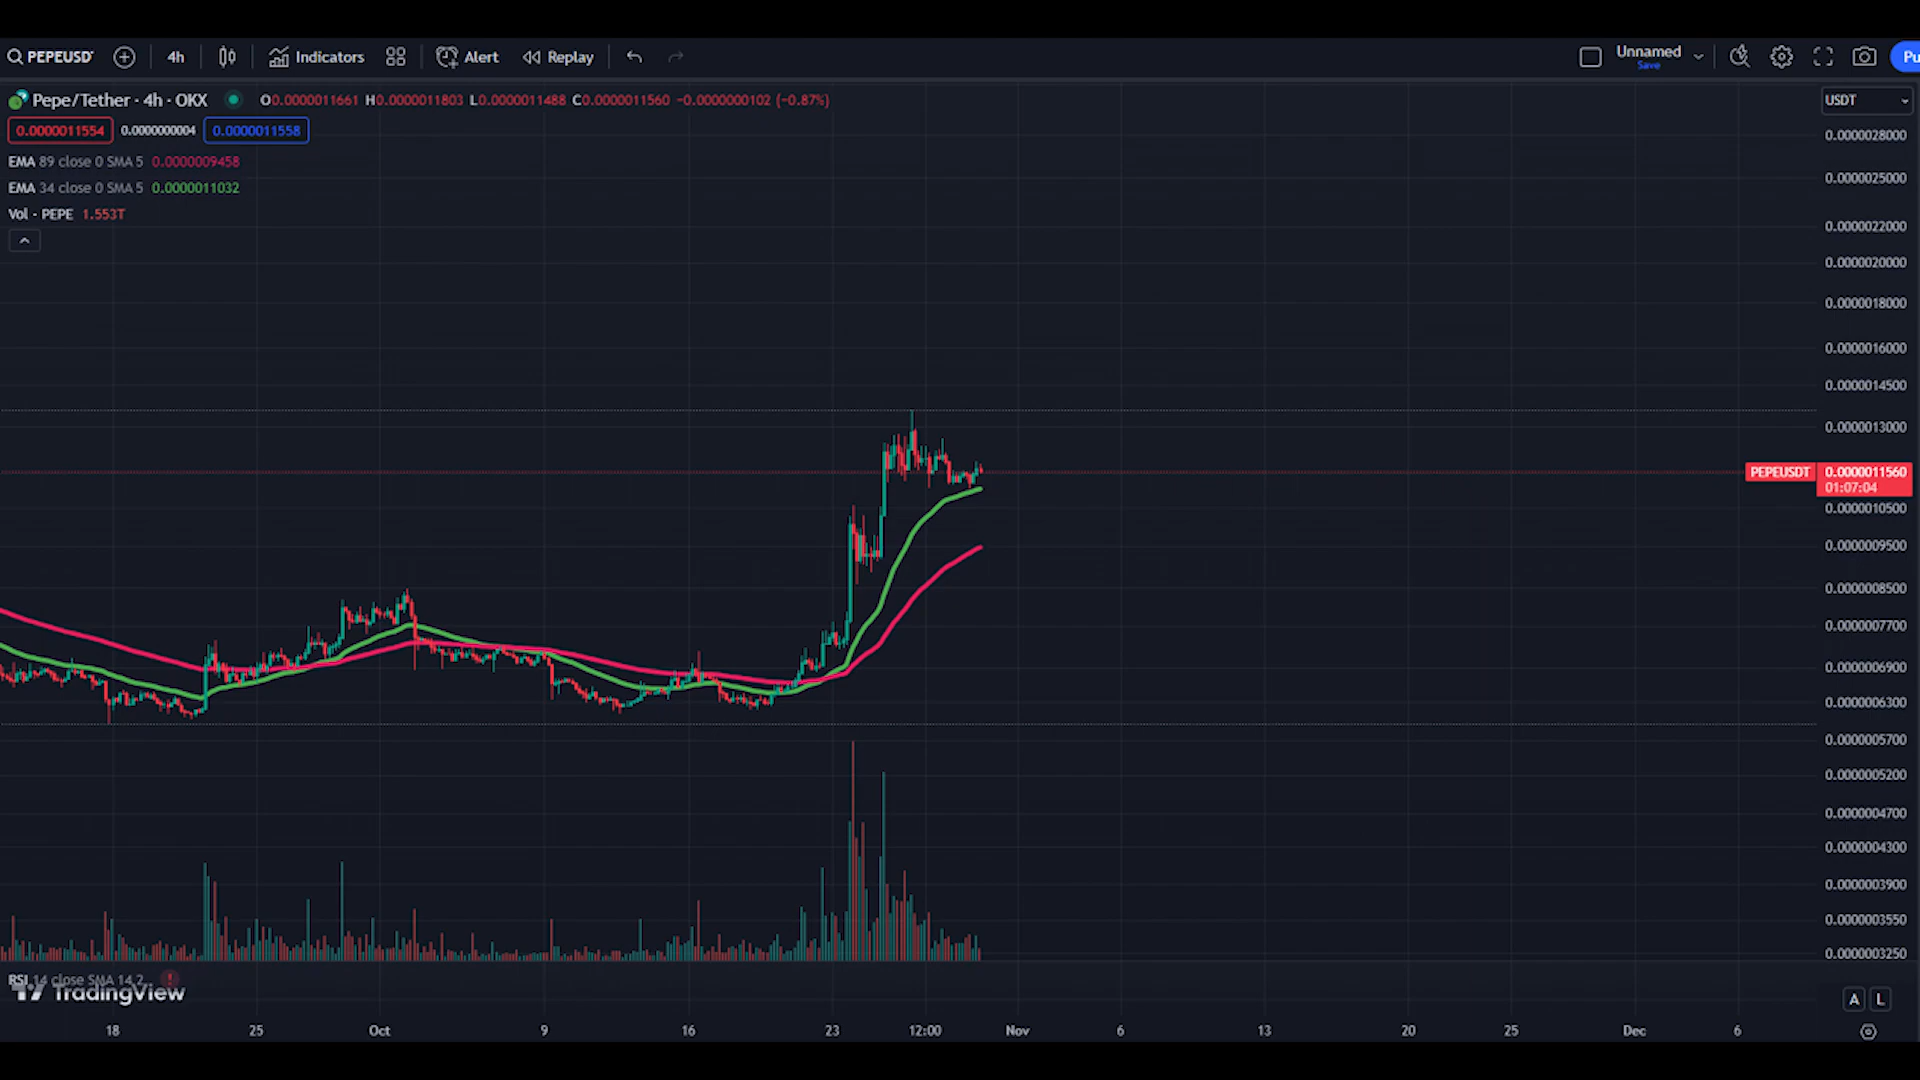 PEPEUSDT 4h Indicators Alert Replay Unnamed Pu
Save
Pepe/Tether · 4h · OKX O0.0000011661 H0.0000011803 L0.0000011488 C0.0000011560 −0.0000000102 (−0.87%) USDT
0.0000011554 0.0000000004 0.0000011558
EMA 89 close 0 SMA 5 0.0000009458
EMA 34 close 0 SMA 5 0.0000011032
Vol · PEPE 1.553T
0.0000028000
0.0000025000
0.0000022000
0.0000020000
0.0000018000
0.0000016000
0.0000014500
0.0000013000
PEPEUSDT 0.0000011560
01:07:04
0.0000010500
0.0000009500
0.0000008500
0.0000007700
0.0000006900
0.0000006300
0.0000005700
0.0000005200
0.0000004700
0.0000004300
0.0000003900
0.0000003550
0.0000003250
RSI 14 close SMA 14 2...
TradingView
A L
18 25 Oct 9 16 23 12:00 Nov 6 13 20 25 Dec 6